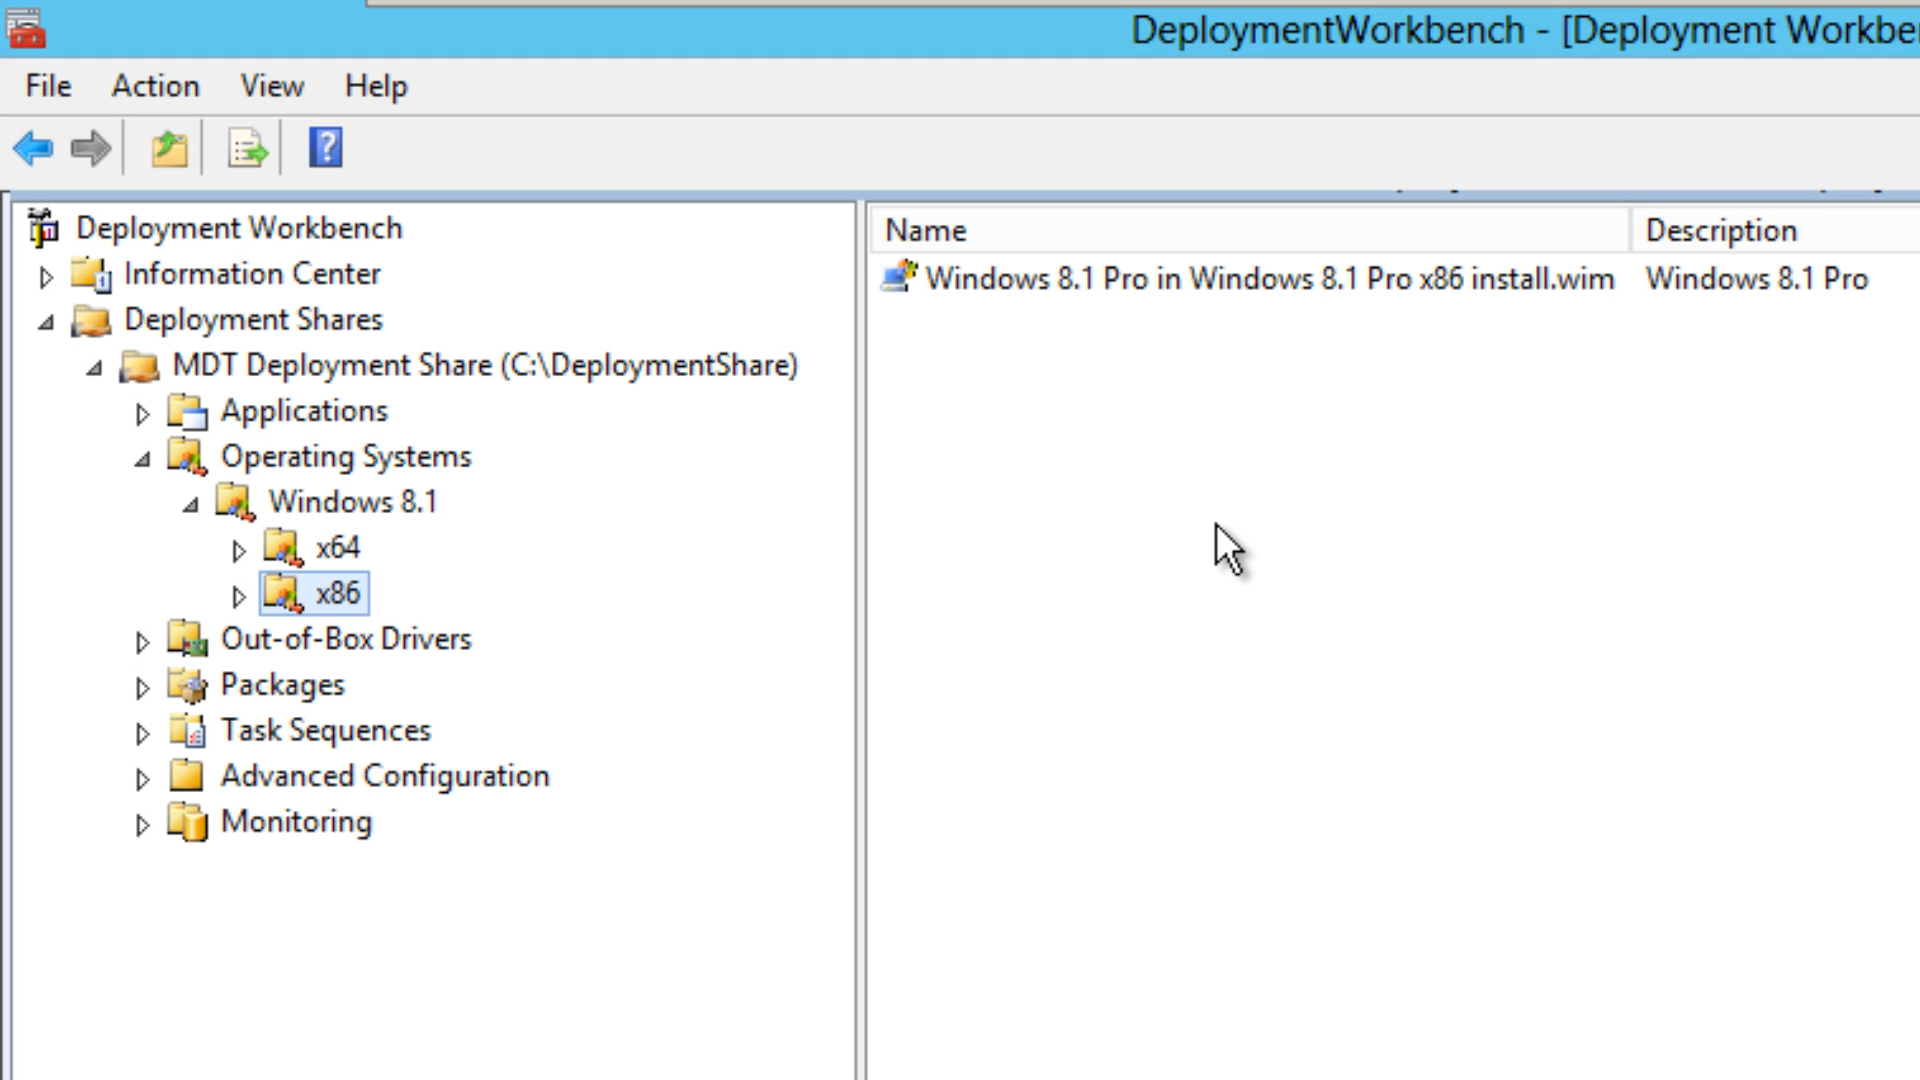 DeploymentWorkbench - [Deployment Workbe
File Action View Help
Deployment Workbench
Information Center
Deployment Shares
MDT Deployment Share (C:\DeploymentShare)
Applications
Operating Systems
Windows 8.1
x64
x86
Out-of-Box Drivers
Packages
Task Sequences
Advanced Configuration
Monitoring
Name Description
Windows 8.1 Pro in Windows 8.1 Pro x86 install.wim Windows 8.1 Pro